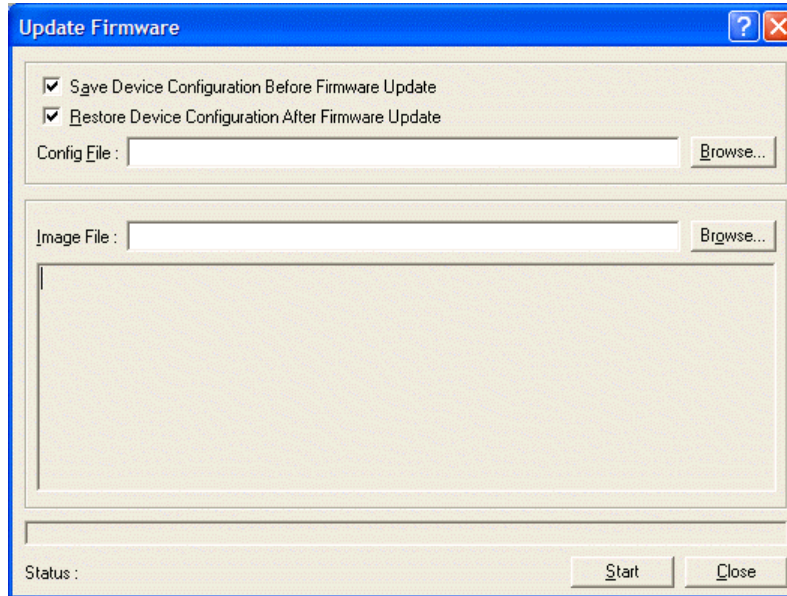 Update Firmware
Save Device Configuration Before Firmware Update
Restore Device Configuration After Firmware Update
Config File : Browse...
Image File : Browse...
Status : Start Close